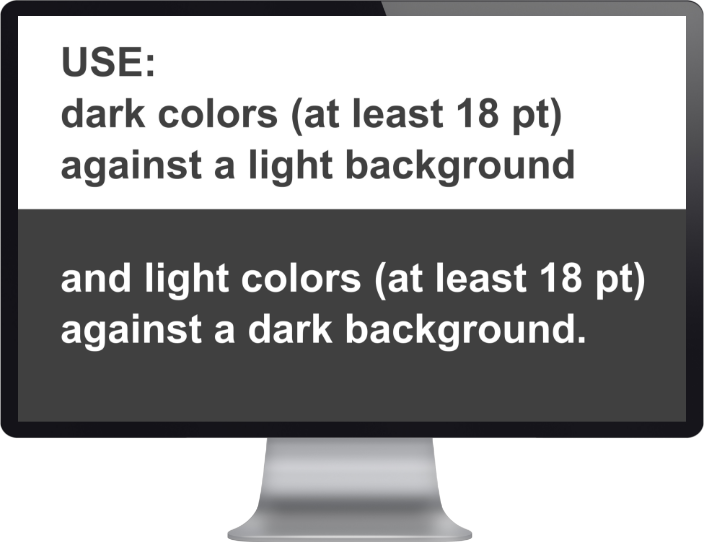 USE:
dark colors (at least 18 pt)
against a light background
and light colors (at least 18 pt)
against a dark background.